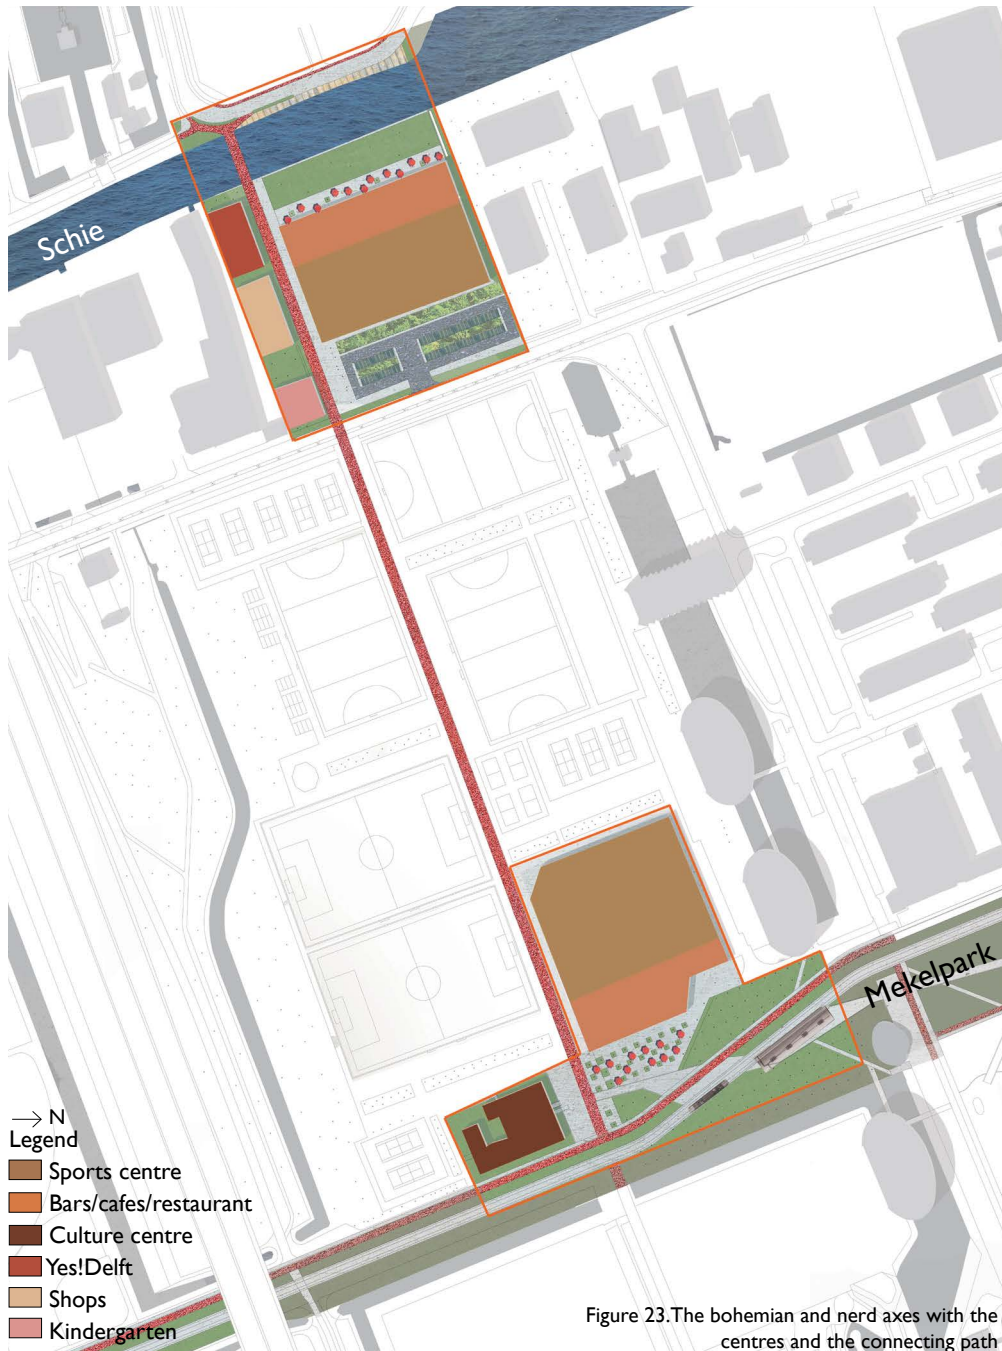 Schie
Mekelpark
N
Legend
Sports centre
Bars/cafes/restaurant
Culture centre
Yes!Delft
Shops
Kindergarten
Figure 23.The bohemian and nerd axes with the
centres and the connecting path